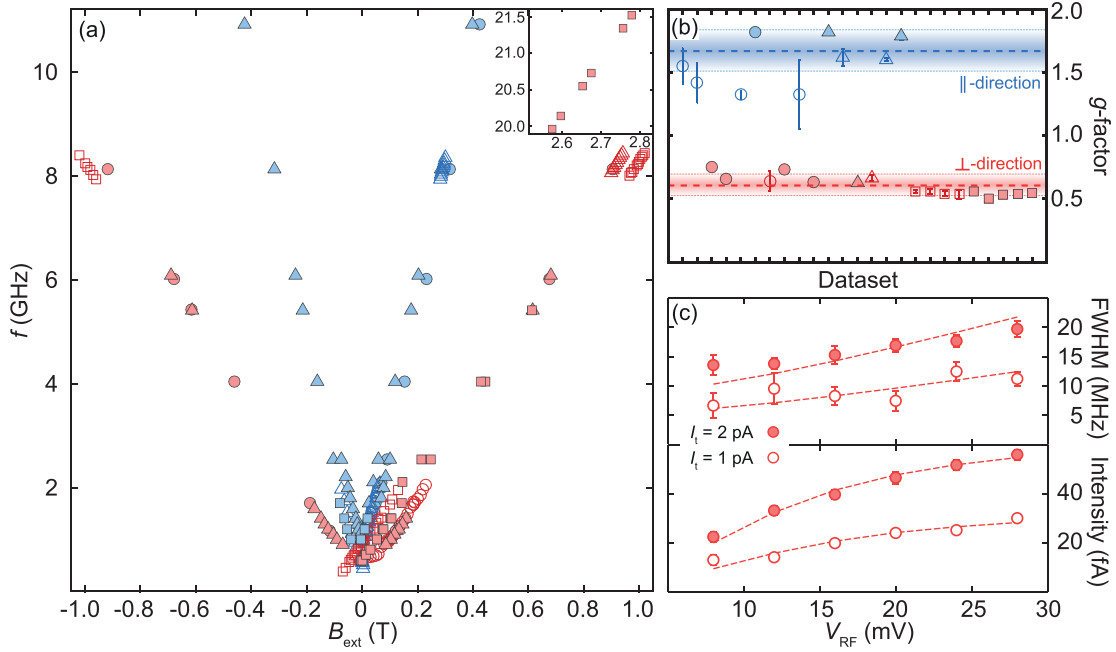 (a)
10
8
6
4
2
f (GHz)
-1.0
-0.8
-0.6
-0.4
-0.2
0
0.2
0.4
0.6
0.8
1.0
B_ext (T)
21.5
21.0
20.5
20.0
2.6
2.7
2.8
(b)
2.0
1.5
1.0
0.5
g-factor
||-direction
⊥-direction
Dataset
(c)
20
15
10
5
FWHM (MHz)
I_t = 2 pA
I_t = 1 pA
40
20
Intensity (fA)
10
15
20
25
30
V_RF (mV)